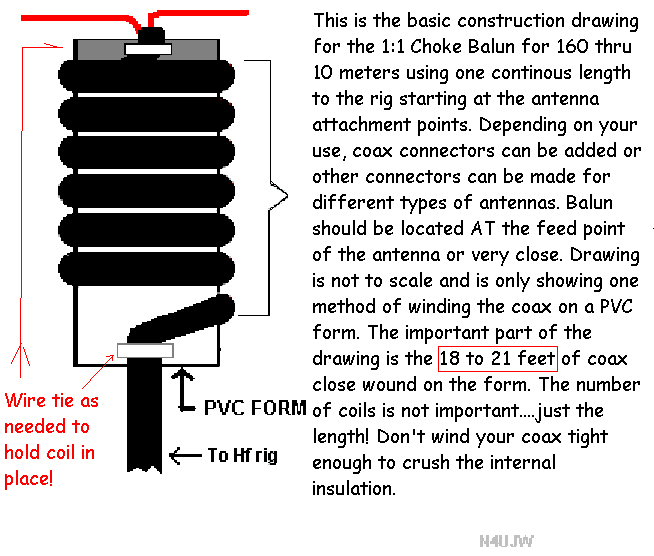 This is the basic construction drawing
for the 1:1 Choke Balun for 160 thru
10 meters using one continous length
to the rig starting at the antenna
attachment points. Depending on your
use, coax connectors can be added or
other connectors can be made for
different types of antennas. Balun
should be located AT the feed point
of the antenna or very close. Drawing
is not to scale and is only showing one
method of winding the coax on a PVC
form. The important part of the
drawing is the 18 to 21 feet of coax
close wound on the form. The number
of coils is not important....just the
length! Don't wind your coax tight
enough to crush the internal
insulation.
Wire tie as
needed to
hold coil in
place!
PVC FORM
To Hf rig
N4UJW